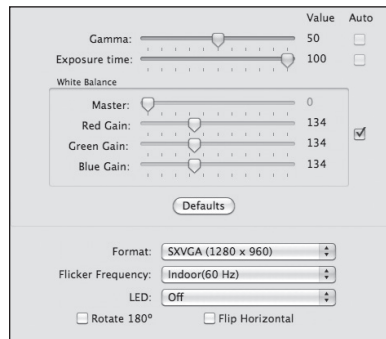 Value Auto
Gamma: 50
Exposure time: 100
White Balance
Master: 0
Red Gain: 134
Green Gain: 134
Blue Gain: 134
Defaults
Format: SXVGA (1280 x 960)
Flicker Frequency: Indoor(60 Hz)
LED: Off
Rotate 180º Flip Horizontal